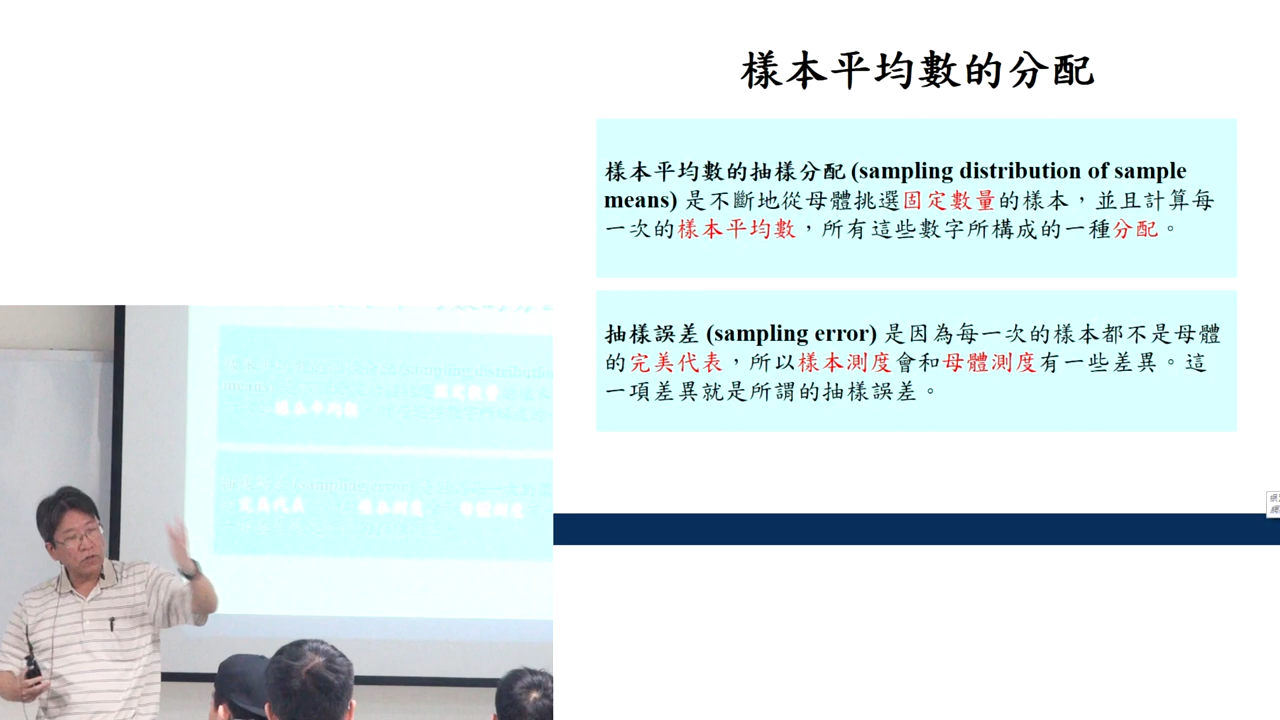 樣本平均數的分配
樣本平均數的抽樣分配 (sampling distribution of sample
means) 是不斷地從母體挑選固定數量的樣本，並且計算每
一次的樣本平均數，所有這些數字所構成的一種分配。
抽樣誤差 (sampling error) 是因為每一次的樣本都不是母體
的完美代表，所以樣本測度會和母體測度有一些差異。這
一項差異就是所謂的抽樣誤差。